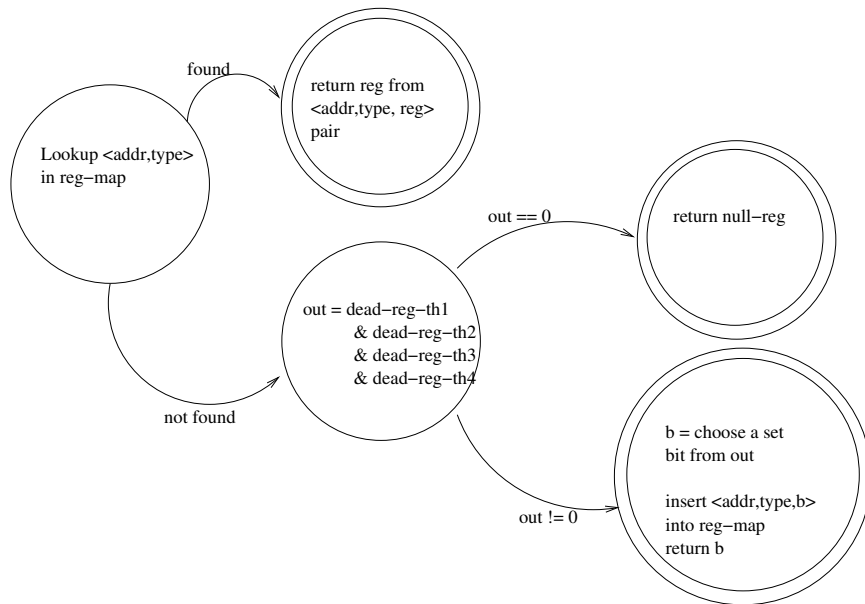 found
return reg from
<addr,type, reg>
pair
Lookup <addr,type>
in reg-map
out == 0
return null-reg
out = dead-reg-th1
& dead-reg-th2
& dead-reg-th3
& dead-reg-th4
not found
b = choose a set
bit from out
insert <addr,type,b>
into reg-map
return b
out != 0